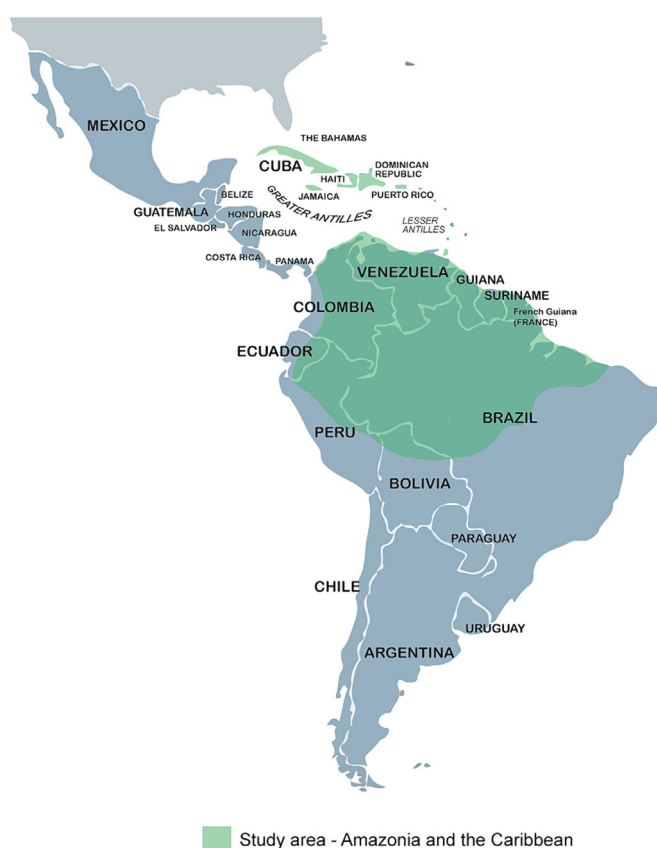 MEXICO
THE BAHAMAS
CUBA
DOMINICAN
REPUBLIC
HAITI
JAMAICA
PUERTO RICO
GREATER ANTILLES
LESSER
ANTILLES
BELIZE
GUATEMALA
HONDURAS
EL SALVADOR
NICARAGUA
COSTA RICA
PANAMA
VENEZUELA
GUIANA
SURINAME
French Guiana
(FRANCE)
COLOMBIA
ECUADOR
BRAZIL
PERU
BOLIVIA
PARAGUAY
CHILE
URUGUAY
ARGENTINA
Study area - Amazonia and the Caribbean